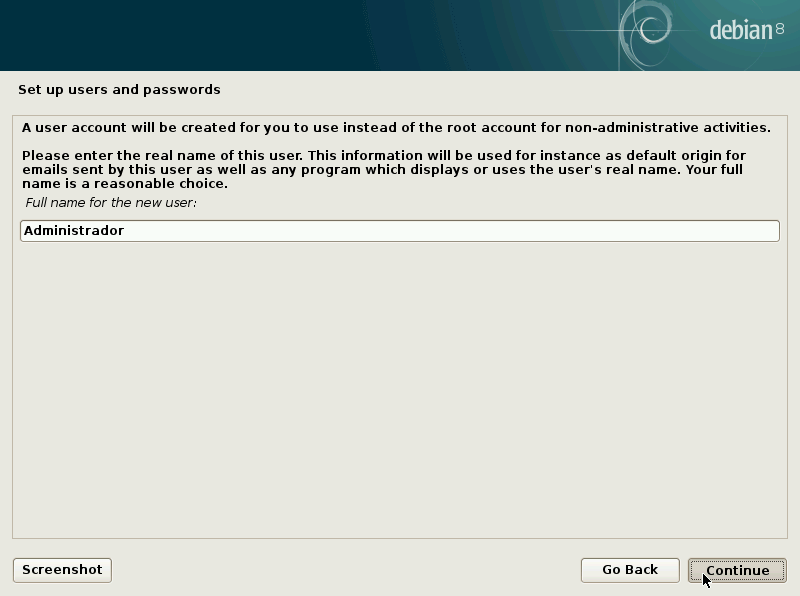 debian 8
Set up users and passwords
A user account will be created for you to use instead of the root account for non-administrative activities.
Please enter the real name of this user. This information will be used for instance as default origin for
emails sent by this user as well as any program which displays or uses the user's real name. Your full
name is a reasonable choice.
Full name for the new user:
Administrador
Screenshot
Go Back
Continue